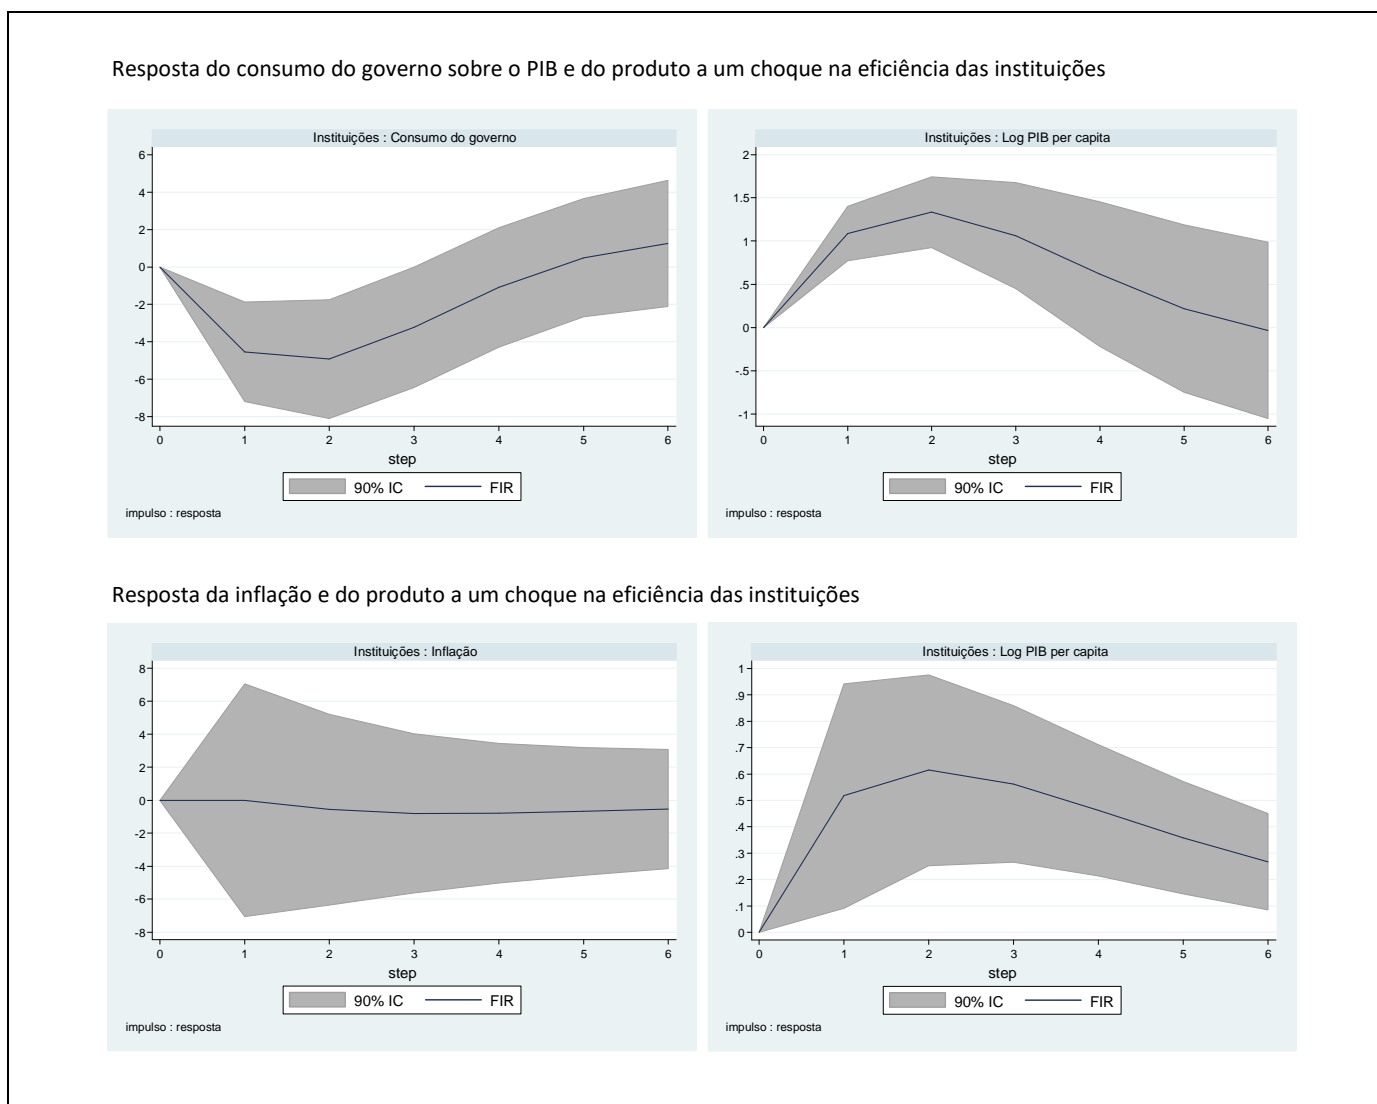 Resposta do consumo do governo sobre o PIB e do produto a um choque na eficiência das instituições
Instituições : Consumo do governo
6
4
2
0
-2
-4
-6
-8
0 1 2 3 4 5 6
step
90% IC FIR
impulso : resposta
Instituições : Log PIB per capita
2
1.5
1
.5
0
-.5
-1
0 1 2 3 4 5 6
step
90% IC FIR
impulso : resposta
Resposta da inflação e do produto a um choque na eficiência das instituições
Instituições : Inflação
8
6
4
2
0
-2
-4
-6
-8
0 1 2 3 4 5 6
step
90% IC FIR
impulso : resposta
Instituições : Log PIB per capita
1
.9
.8
.7
.6
.5
.4
.3
.2
.1
0
0 1 2 3 4 5 6
step
90% IC FIR
impulso : resposta